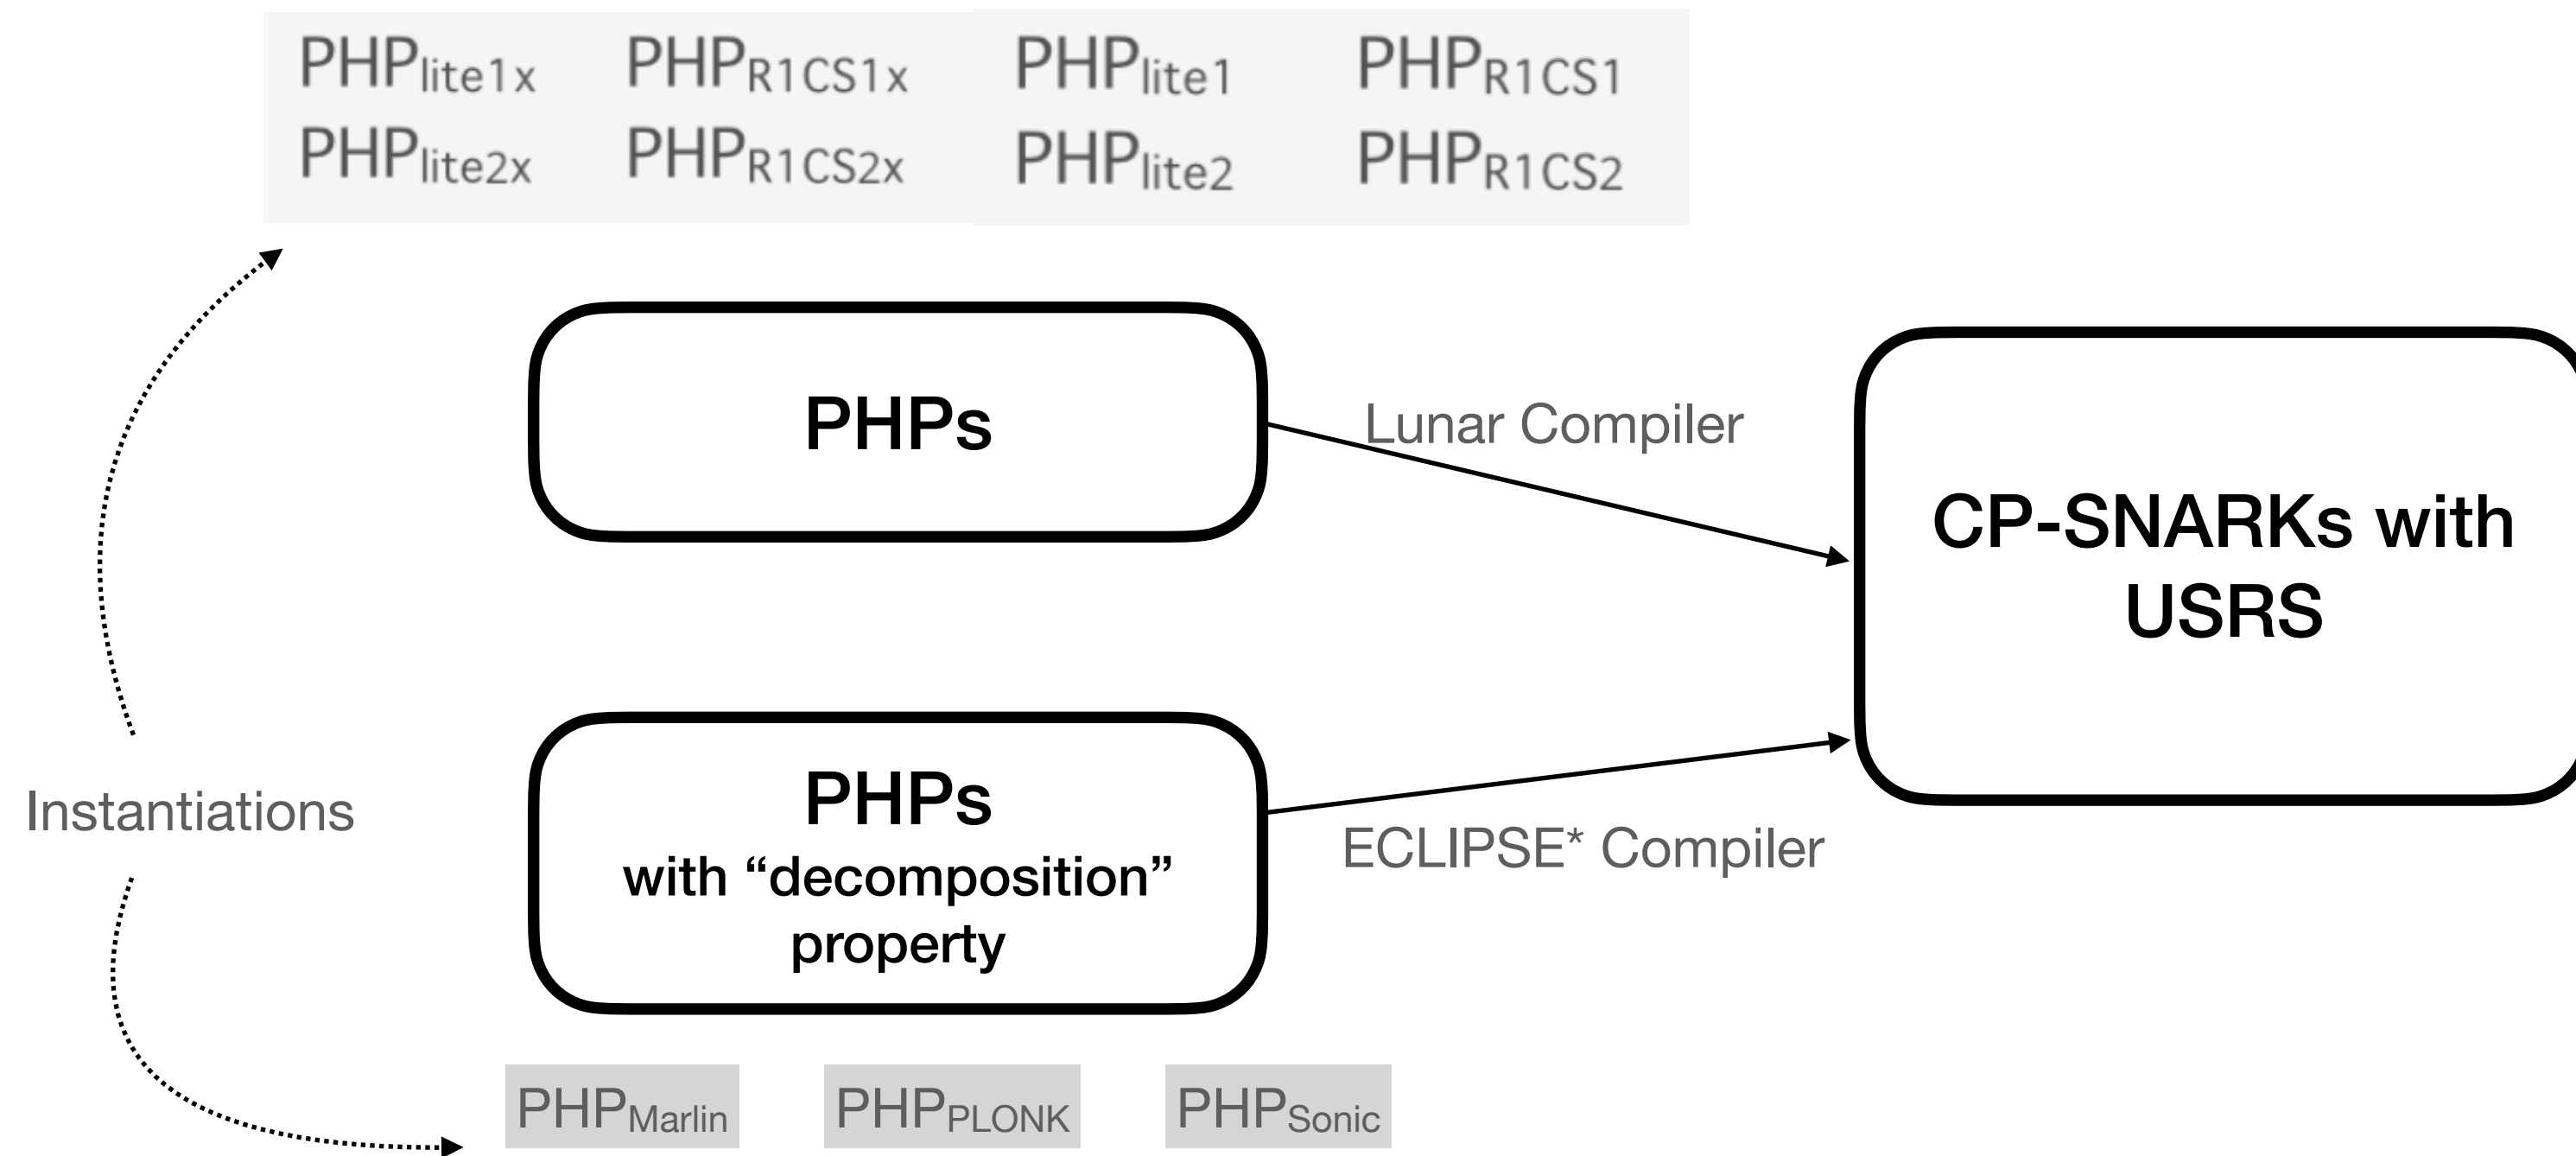 PHPlite1x PHPR1CS1x PHPlite1 PHPR1CS1
PHPlite2x PHPR1CS2x PHPlite2 PHPR1CS2
PHPs
Lunar Compiler
CP-SNARKs with
USRS
Instantiations
PHPs
with “decomposition”
property
ECLIPSE* Compiler
PHPMarlin PHPPLONK PHPSonic